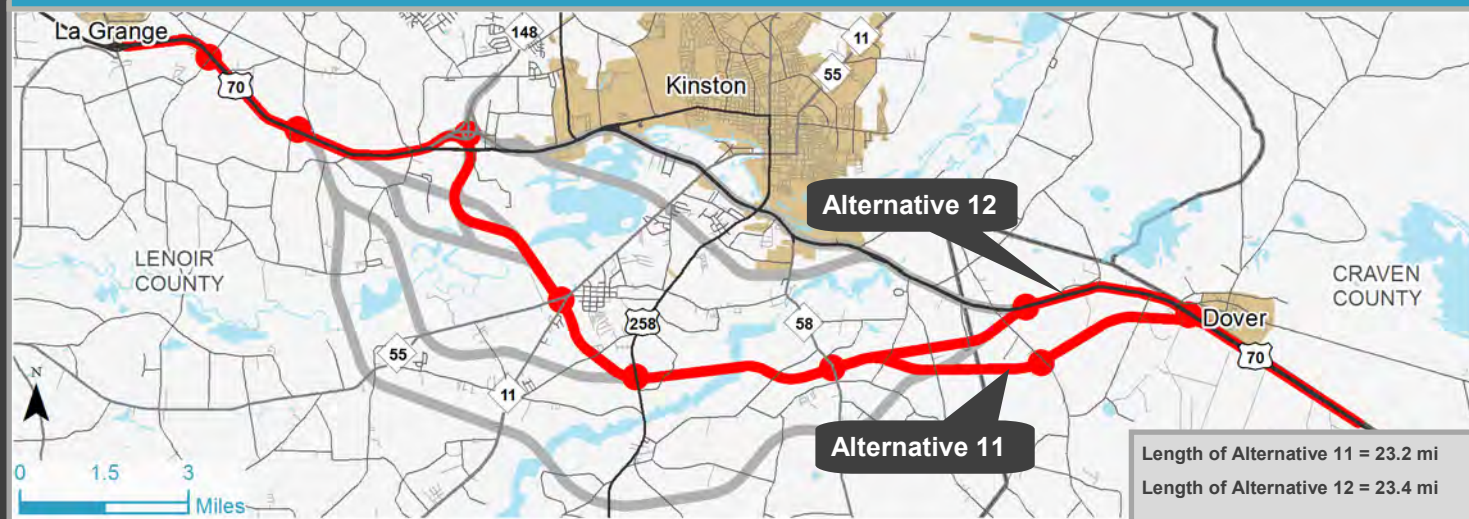 La Grange
148
11
55
70
Kinston
Alternative 12
LENOIR
COUNTY
CRAVEN
COUNTY
258
58
Dover
55
70
11
N
Alternative 11
0 1.5 3
Miles
Length of Alternative 11 = 23.2 mi
Length of Alternative 12 = 23.4 mi